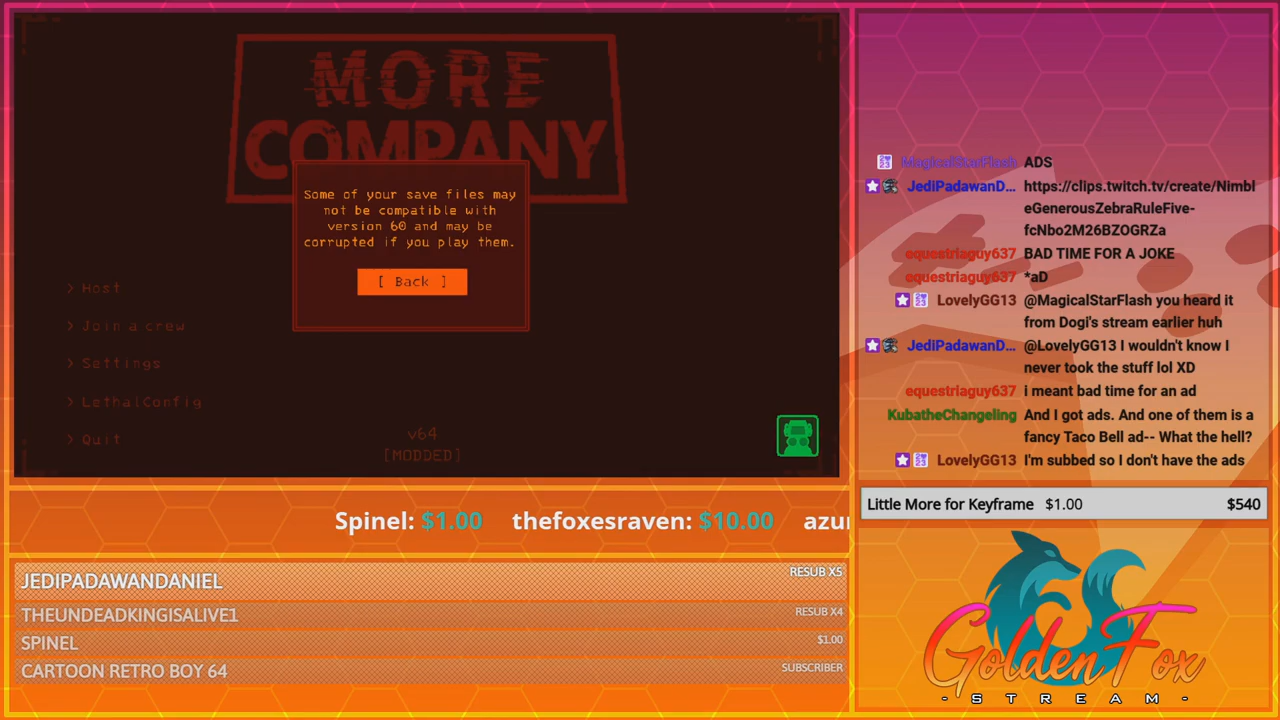 MORE
COMPANY
Some of your save files may
not be compatible with
version 60 and may be
corrupted if you play them.
[ Back ]
> Host
> Join a crew
> Settings
> LethalConfig
> Quit
v64
[MODDED]
MagicalStarFlash ADS
JediPadawanD... https://clips.twitch.tv/create/Nimbl
eGenerousZebraRuleFive-
fcNbo2M26BZOGRZa
equestriaguy637 BAD TIME FOR A JOKE
equestriaguy637 *aD
LovelyGG13 @MagicalStarFlash you heard it
from Dogi's stream earlier huh
JediPadawanD... @LovelyGG13 I wouldn't know I
never took the stuff lol XD
equestriaguy637 i meant bad time for an ad
KubatheChangeling And I got ads. And one of them is a
fancy Taco Bell ad-- What the hell?
LovelyGG13 I'm subbed so I don't have the ads
Little More for Keyframe $1.00 $540
Spinel: $1.00 thefoxesraven: $10.00 azu
JEDIPADAWANDANIEL RESUB X5
THEUNDEADKINGISALIVE1 RESUB X4
SPINEL $1.00
CARTOON RETRO BOY 64 SUBSCRIBER
GoldenFox
- STREAM -